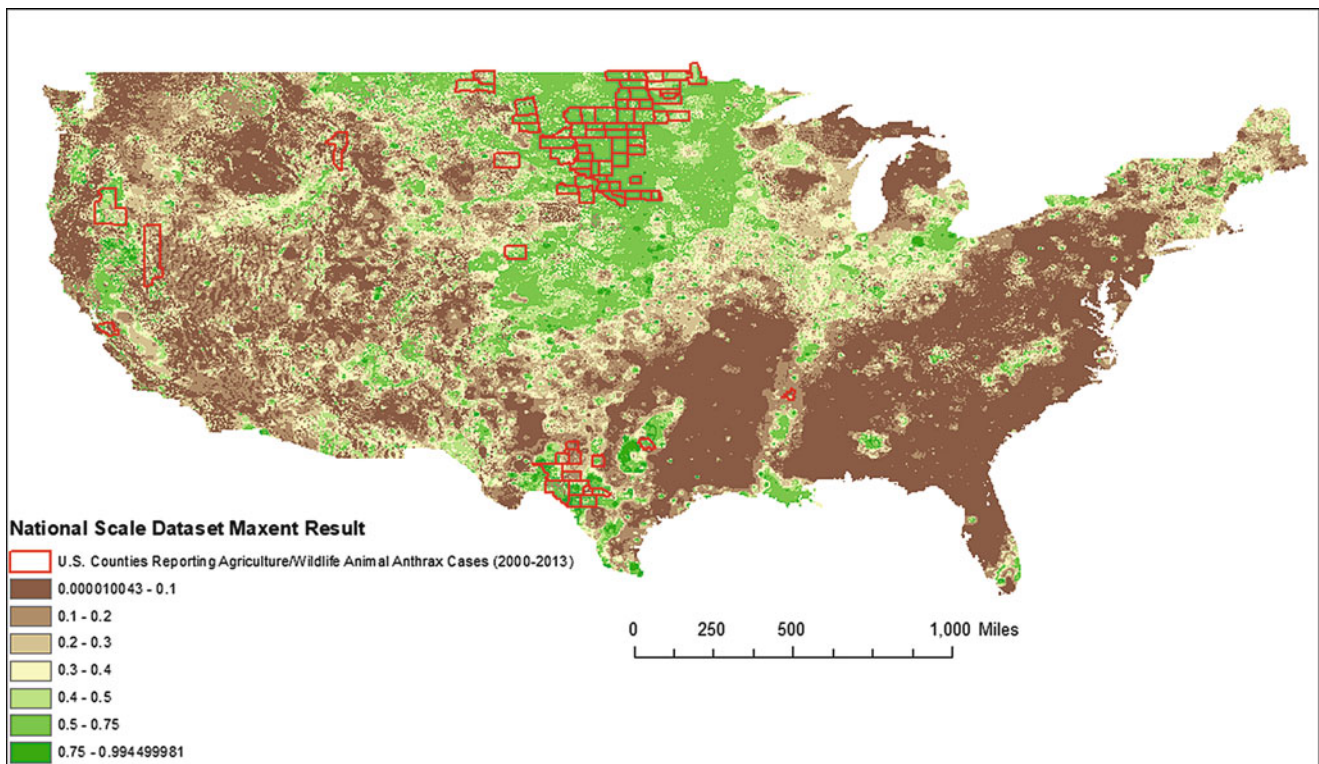 National Scale Dataset Maxent Result
U.S. Counties Reporting Agriculture/Wildlife Animal Anthrax Cases (2000-2013)
0.000010043 - 0.1
0.1 - 0.2
0.2 - 0.3
0.3 - 0.4
0.4 - 0.5
0.5 - 0.75
0.75 - 0.994499981
0 250 500 1,000 Miles